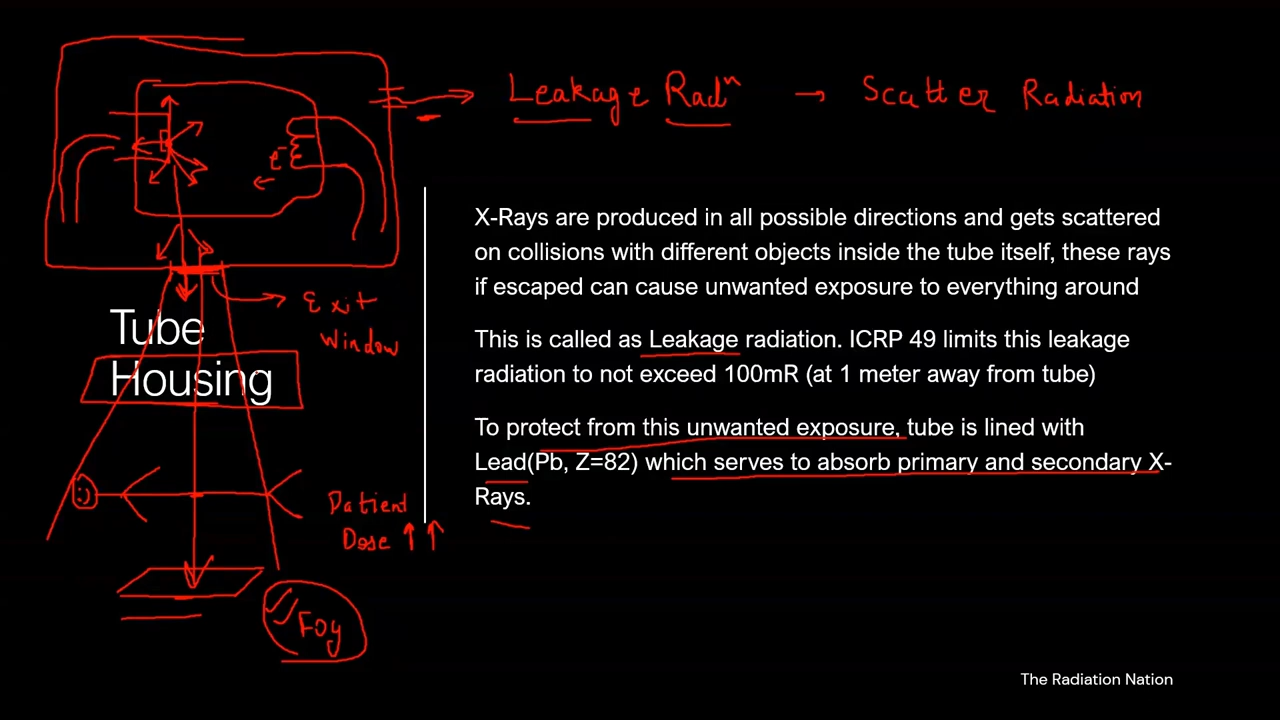 Leakage Radⁿ → Scatter Radiation
e⁻
X-Rays are produced in all possible directions and gets scattered
on collisions with different objects inside the tube itself, these rays
if escaped can cause unwanted exposure to everything around
Exit
Window
Tube
Housing
This is called as Leakage radiation. ICRP 49 limits this leakage
radiation to not exceed 100mR (at 1 meter away from tube)
To protect from this unwanted exposure, tube is lined with
Lead(Pb, Z=82) which serves to absorb primary and secondary X-
Rays.
Patient
Dose ↑↑
Fog
The Radiation Nation